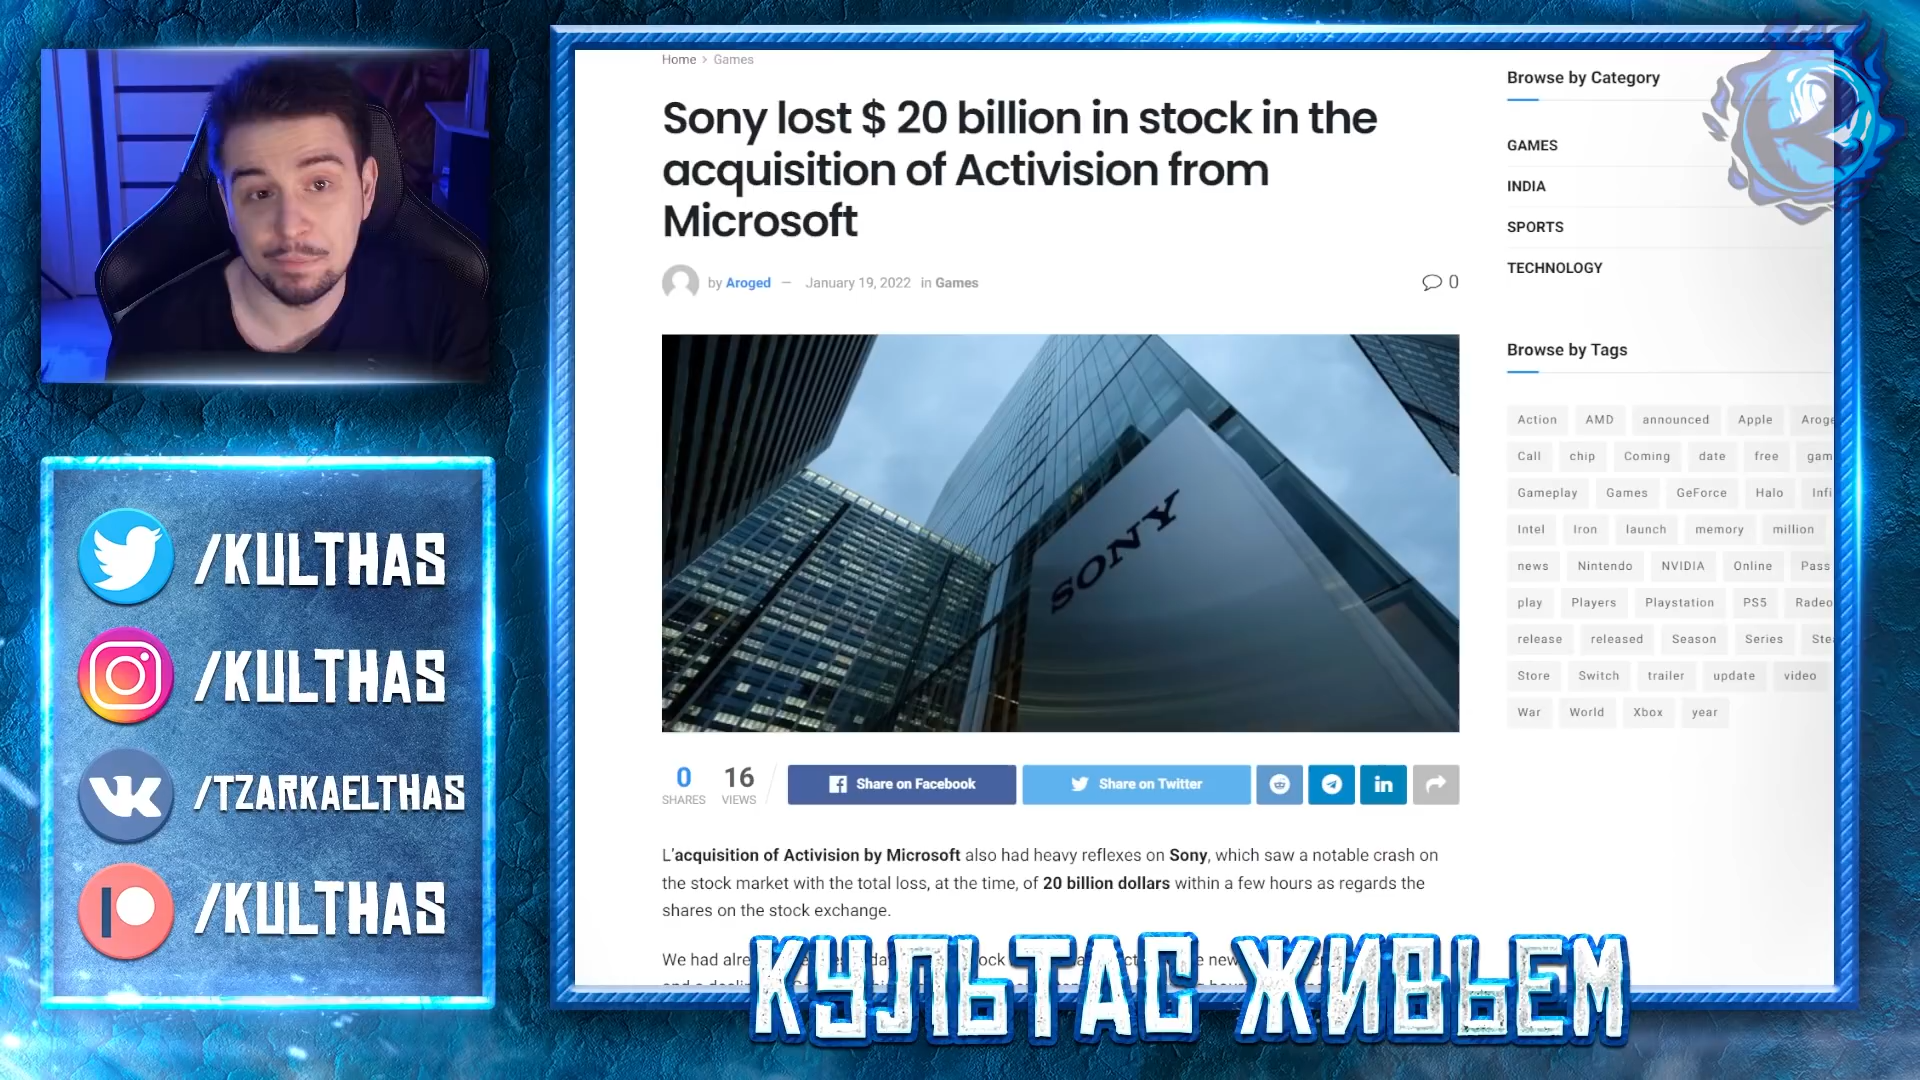 /KULTHAS
/KULTHAS
/TZARKAELTHAS
/KULTHAS
Home > Games
Sony lost $ 20 billion in stock in the
acquisition of Activision from
Microsoft
by Aroged — January 19, 2022 in Games
0
SONY
0
SHARES
16
VIEWS
Share on Facebook
Share on Twitter
in
L'acquisition of Activision by Microsoft also had heavy reflexes on Sony, which saw a notable crash on
the stock market with the total loss, at the time, of 20 billion dollars within a few hours as regards the
shares on the stock exchange.
We had
КУЛЬТАС ЖИВЬЕМ
Browse by Category
GAMES
INDIA
SPORTS
TECHNOLOGY
Browse by Tags
Action AMD announced Apple
Call chip Coming date free
Gameplay Games GeForce Halo
Intel Iron launch memory million
news Nintendo NVIDIA Online Pass
play Players Playstation PS5
release released Season Series
Store Switch trailer update video
War World Xbox year